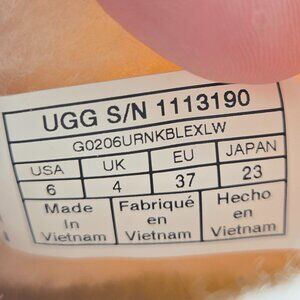 UGG S/N 1113190
G0206URNKBLEXLW
USA UK EU JAPAN
6 4 37 23
Made Fabriqué Hecho
In en en
Vietnam Vietnam Vietnam